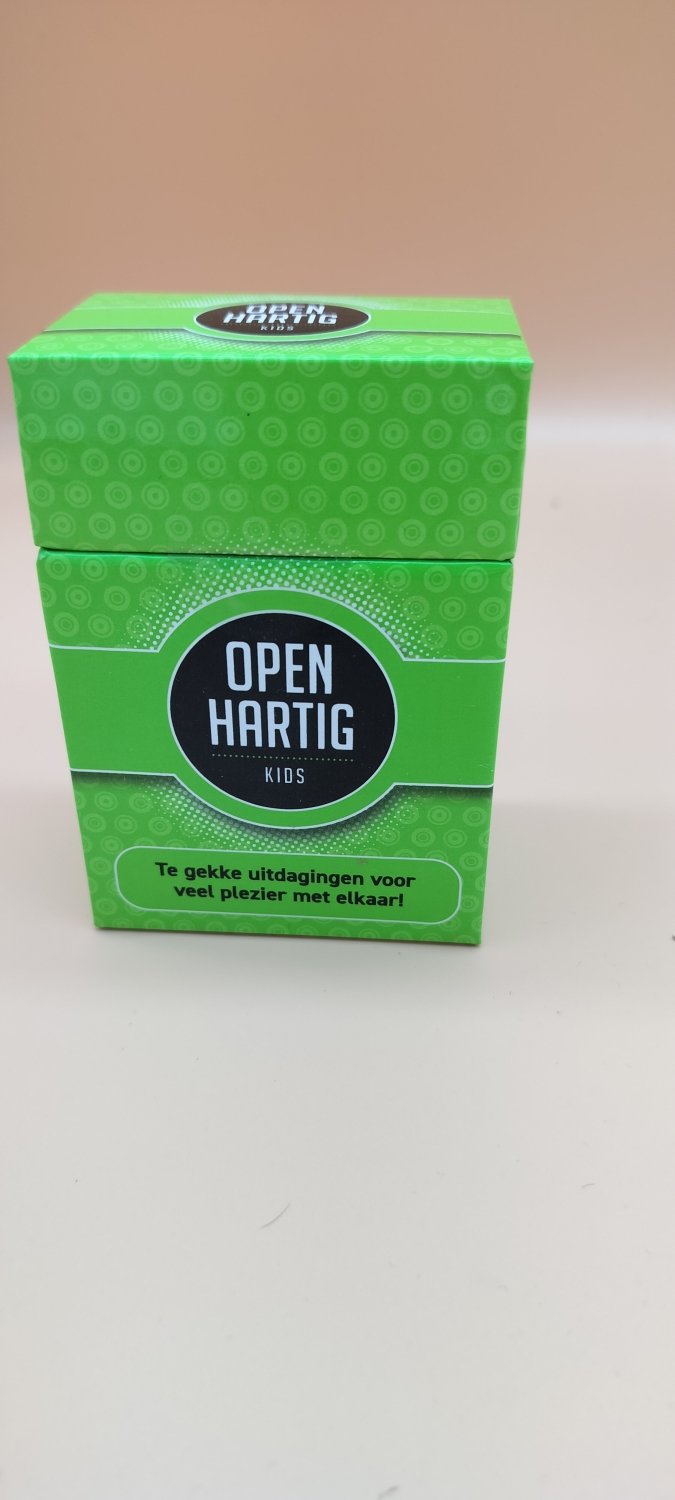 OPEN
HARTIG
KIDS
OPEN
HARTIG
KIDS
Te gekke uitdagingen voor
veel plezier met elkaar!